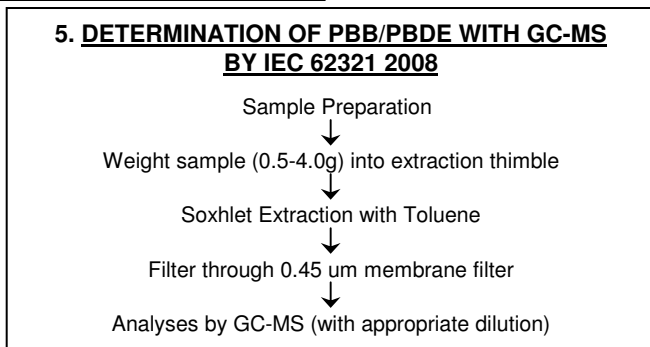 5. DETERMINATION OF PBB/PBDE WITH GC-MS
BY IEC 62321 2008
Sample Preparation
Weight sample (0.5-4.0g) into extraction thimble
Soxhlet Extraction with Toluene
Filter through 0.45 um membrane filter
Analyses by GC-MS (with appropriate dilution)